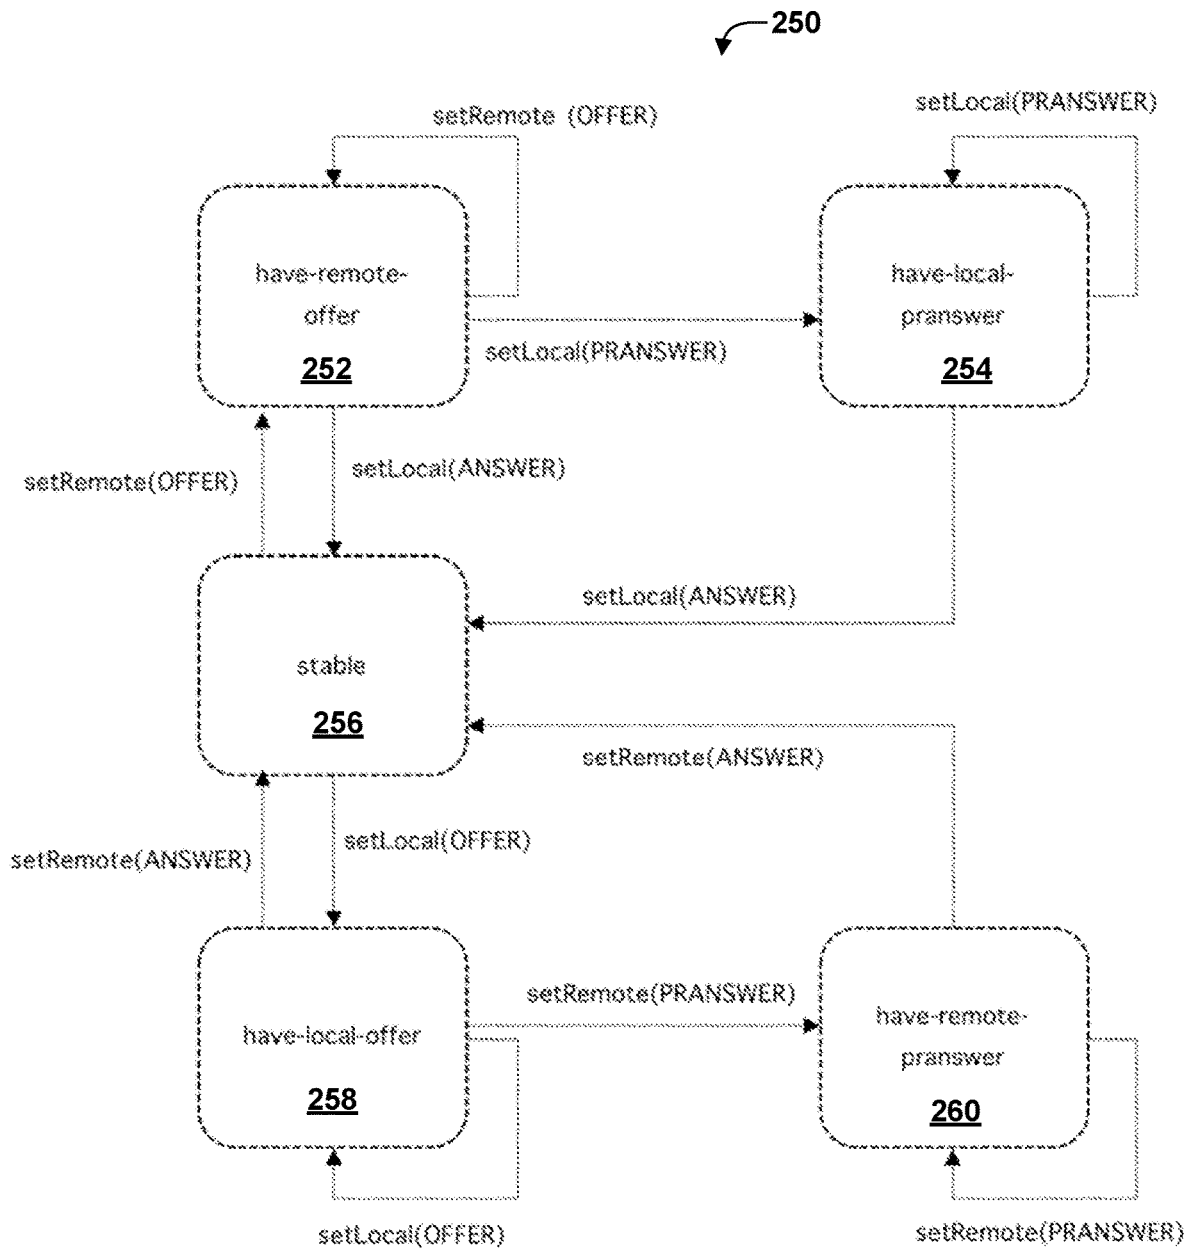 250
setRemote (OFFER)
setLocal(PRANSWER)
have-remote-
offer
252
have-local-
pranswer
254
setLocal(PRANSWER)
setRemote(OFFER)
setLocal(ANSWER)
setLocal(ANSWER)
stable
256
setRemote(ANSWER)
setLocal(OFFER)
setRemote(ANSWER)
setRemote(PRANSWER)
have-local-offer
258
have-remote-
pranswer
260
setLocal(OFFER)
setRemote(PRANSWER)